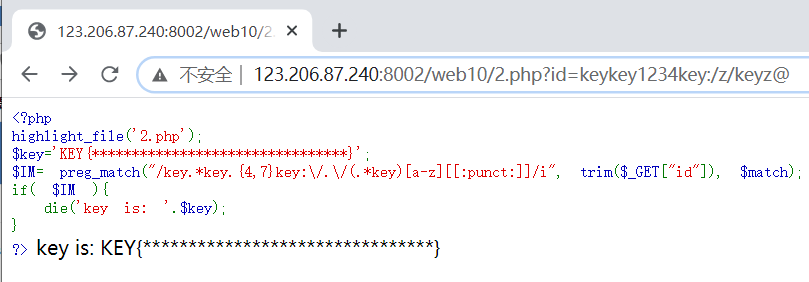 123.206.87.240:8002/web10/2.
不安全 | 123.206.87.240:8002/web10/2.php?id=keykey1234key:/z/keyz@
<?php
highlight_file('2.php');
$key='KEY{********************************}';
$IM= preg_match("/key.*key.{4,7}key:\/.\/(.*key)[a-z][[:punct:]]/i", trim($_GET["id"]), $match);
if( $IM ){
    die('key is: '.$key);
}
?> key is: KEY{********************************}